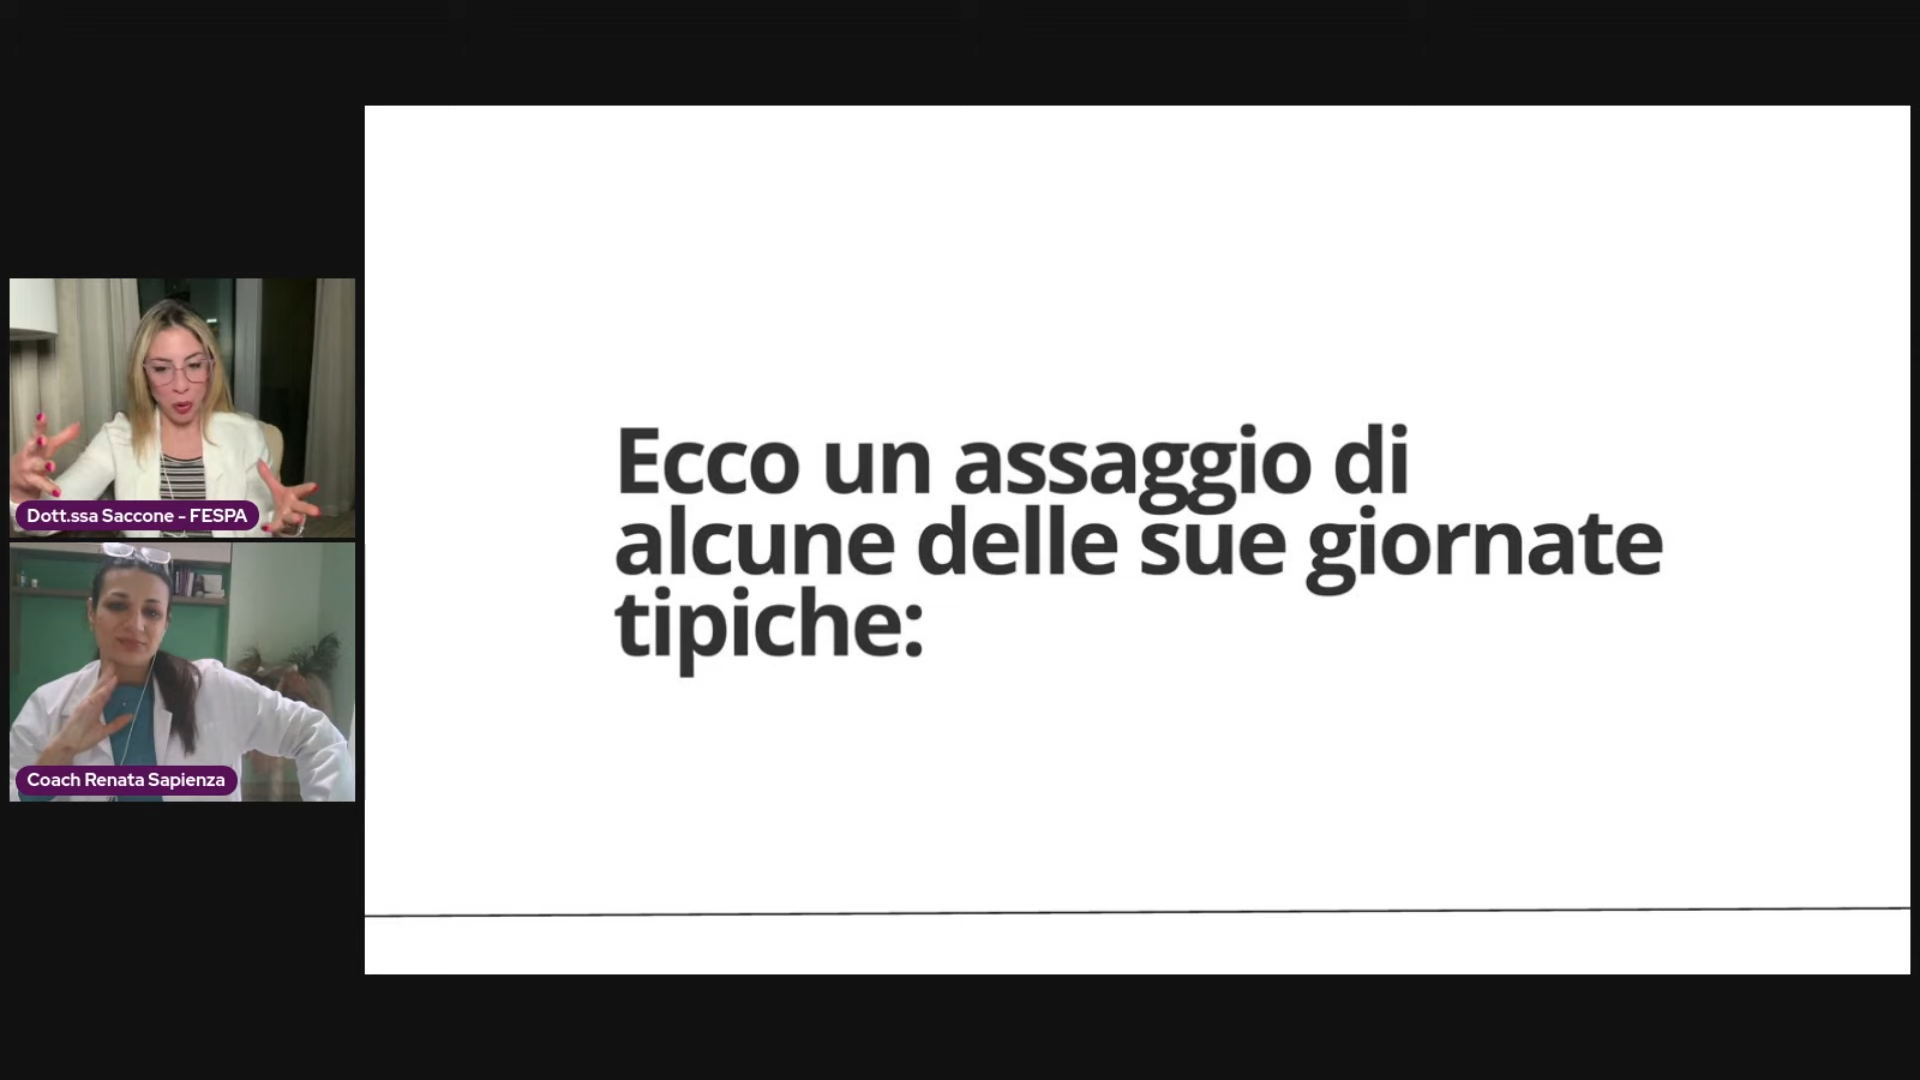 Dott.ssa Saccone - FESPA
Coach Renata Sapienza
Ecco un assaggio di
alcune delle sue giornate
tipiche: